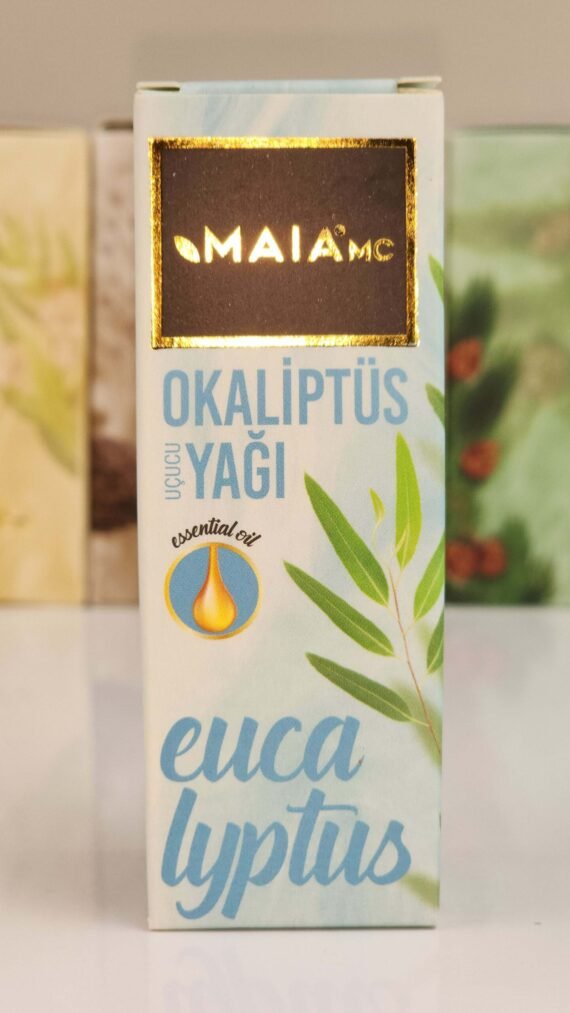 MAIA® MC
OKALİPTÜS
UÇUCU
YAĞI
essential oil
euca
lyptus